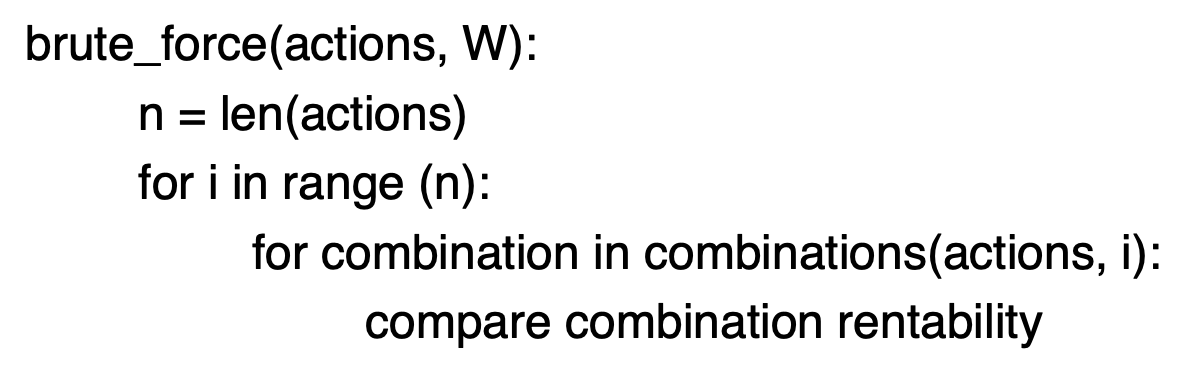 brute_force(actions, W):
n = len(actions)
for i in range (n):
for combination in combinations(actions, i):
compare combination rentability